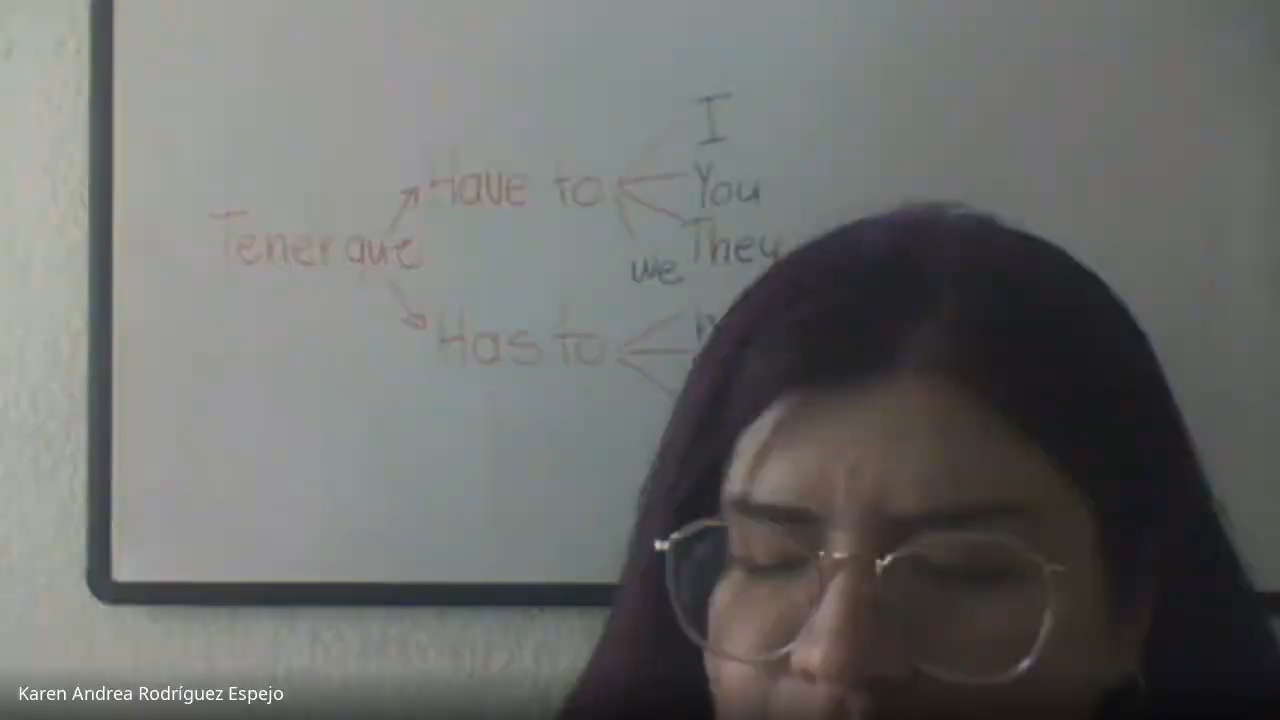 I
Have to
You
Tener que
They
we
Has to
Karen Andrea Rodríguez Espejo